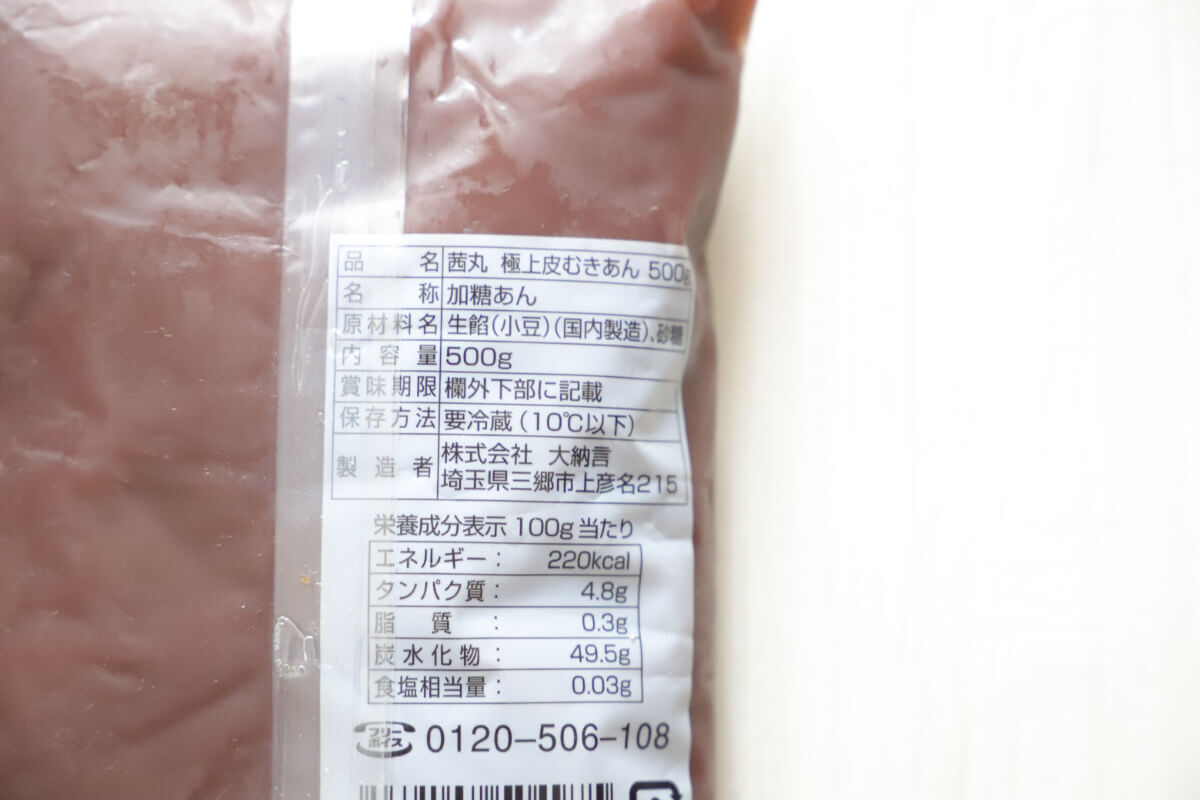 品名 茜丸 極上皮むきあん 500g
名称 加糖あん
原材料名 生餡(小豆)(国内製造)、砂糖
内容量 500g
賞味期限 欄外下部に記載
保存方法 要冷蔵(10℃以下)
製造者 株式会社 大納言
埼玉県三郷市上彦名215
栄養成分表示 100g当たり
エネルギー: 220kcal
タンパク質: 4.8g
脂質: 0.3g
炭水化物: 49.5g
食塩相当量: 0.03g
フリーボイス 0120-506-108